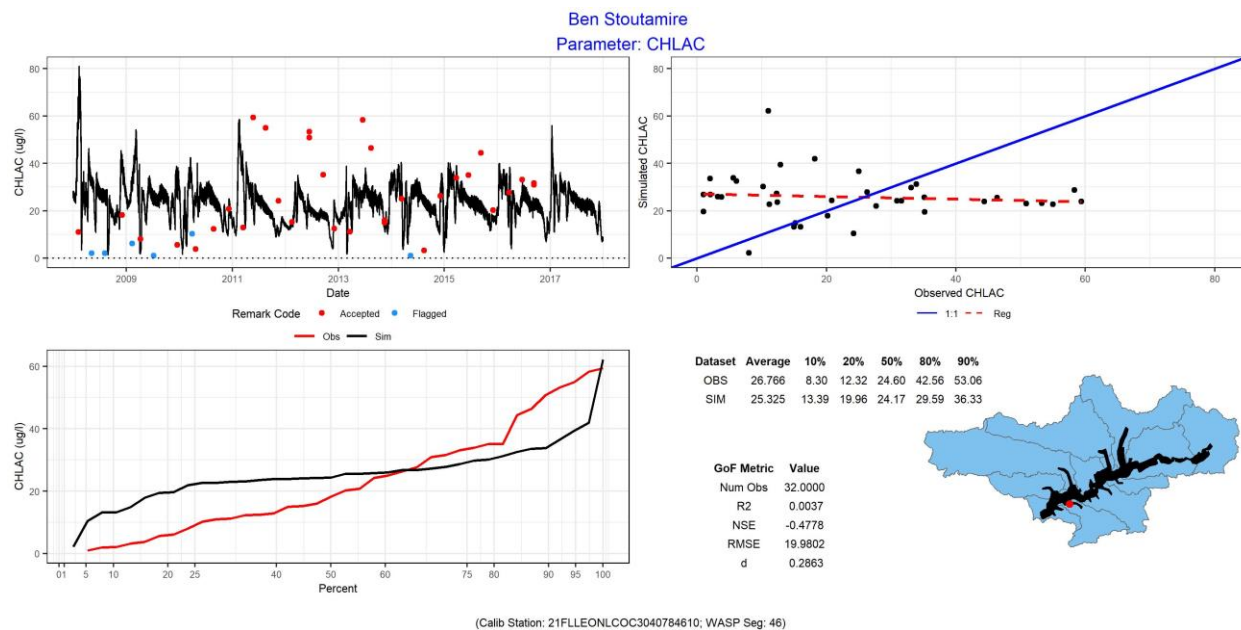 Ben Stoutamire
Parameter: CHLAC
CHLAC (ug/l)
80
60
40
20
0
2009 2011 2013 2015 2017
Date
Remark Code Accepted Flagged
Simulated CHLAC
80
60
40
20
0
0 20 40 60 80
Observed CHLAC
1:1 Reg
Obs Sim
CHLAC (ug/l)
60
40
20
0
01 5 10 20 25 40 50 60 75 80 90 95 100
Percent
Dataset Average 10% 20% 50% 80% 90%
OBS 26.766 8.30 12.32 24.60 42.56 53.06
SIM 25.325 13.39 19.96 24.17 29.59 36.33
GoF Metric Value
Num Obs 32.0000
R2 0.0037
NSE -0.4778
RMSE 19.9802
d 0.2863
(Calib Station: 21FLLEONLCOC3040784610; WASP Seg: 46)